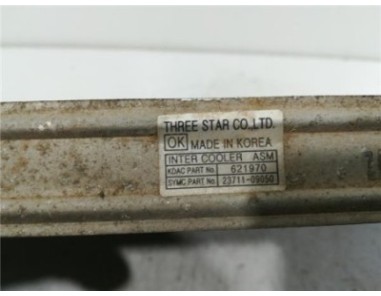 THREE STAR CO.,LTD.
OK MADE IN KOREA
INTER COOLER ASM
KDAC PART No. 621970
SYMC PART No. 23711-09050